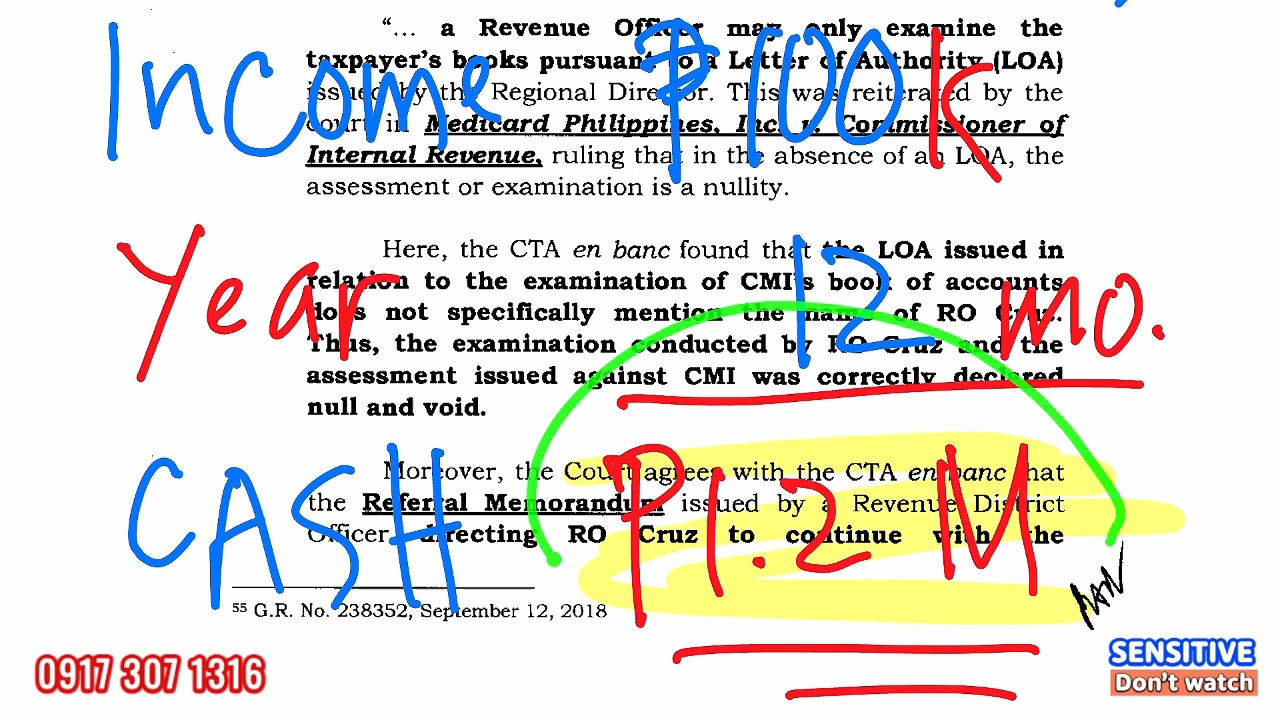 “... a Revenue Officer may only examine the
taxpayer’s books pursuant to a Letter of Authority (LOA)
issued by the Regional Director. This was reiterated by the
court in Medicard Philippines, Inc. v. Commissioner of
Internal Revenue, ruling that in the absence of an LOA, the
assessment or examination is a nullity.
Income ₱100K
Here, the CTA en banc found that the LOA issued in
relation to the examination of CMI’s book of accounts
does not specifically mention the name of RO Cruz.
Thus, the examination conducted by RO Cruz and the
assessment issued against CMI was correctly declared
null and void.
Year 12 mo.
Moreover, the Court agrees with the CTA en banc that
the Referral Memorandum issued by a Revenue District
Officer directing RO Cruz to continue with the
CASH P1.2 M
55 G.R. No. 238352, September 12, 2018
0917 307 1316
SENSITIVE
Don’t watch